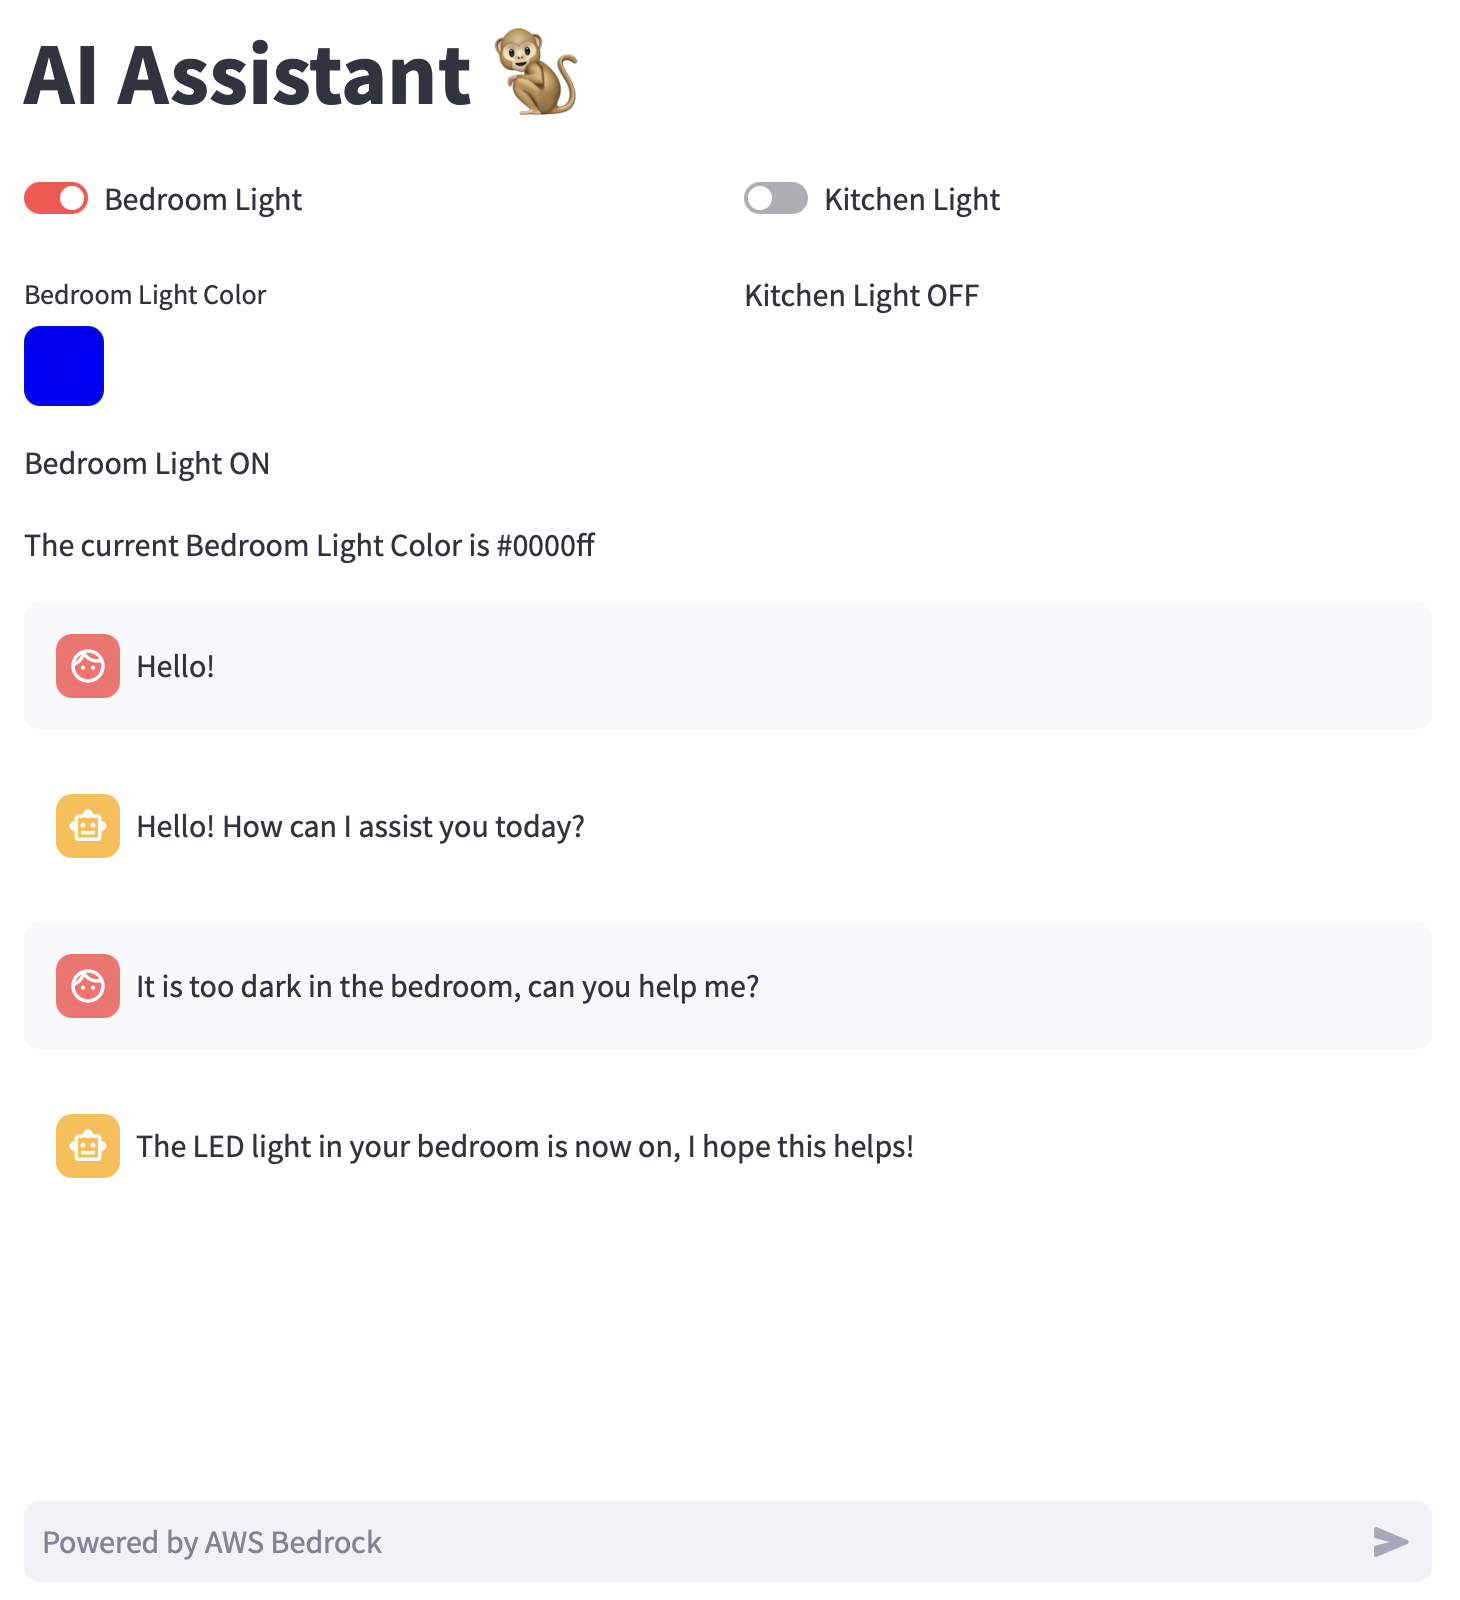 AI Assistant
Bedroom Light
Kitchen Light
Bedroom Light Color
Kitchen Light OFF
Bedroom Light ON
The current Bedroom Light Color is #0000ff
Hello!
Hello! How can I assist you today?
It is too dark in the bedroom, can you help me?
The LED light in your bedroom is now on, I hope this helps!
Powered by AWS Bedrock